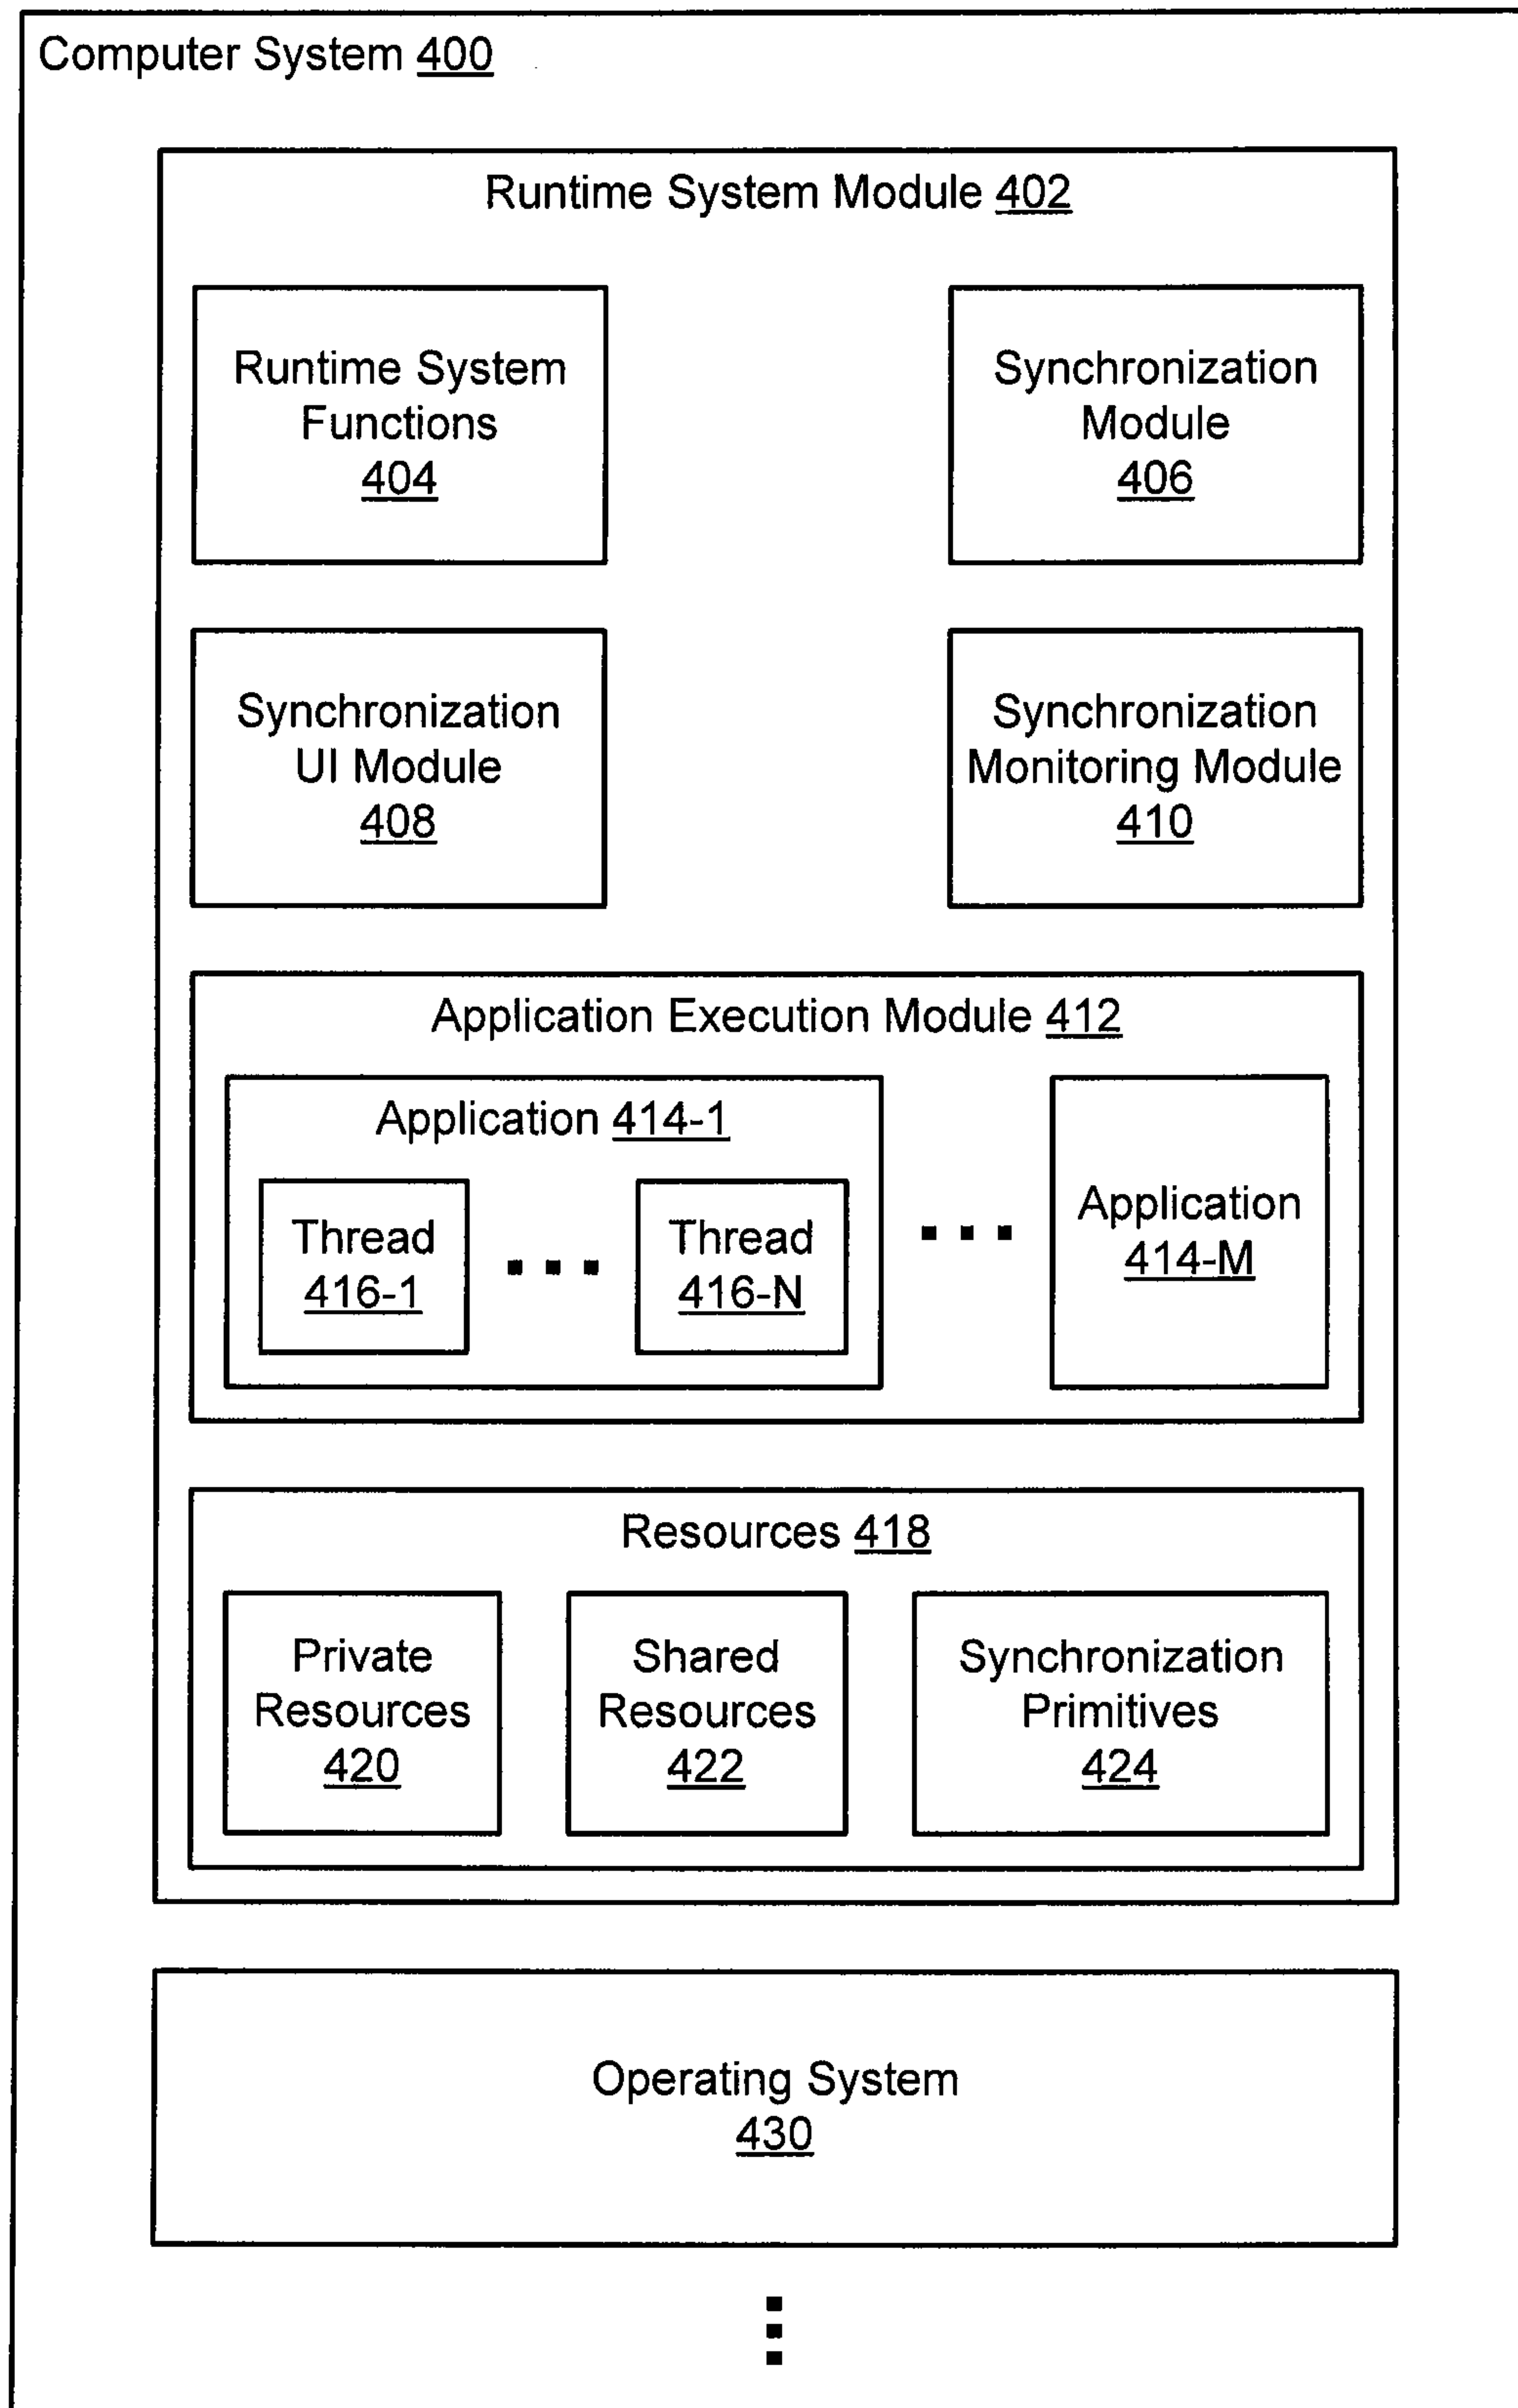 Computer System 400
Runtime System Module 402
Runtime System
Functions
404
Synchronization
Module
406
Synchronization
UI Module
408
Synchronization
Monitoring Module
410
Application Execution Module 412
Application 414-1
Thread
416-1
Thread
416-N
Application
414-M
Resources 418
Private
Resources
420
Shared
Resources
422
Synchronization
Primitives
424
Operating System
430